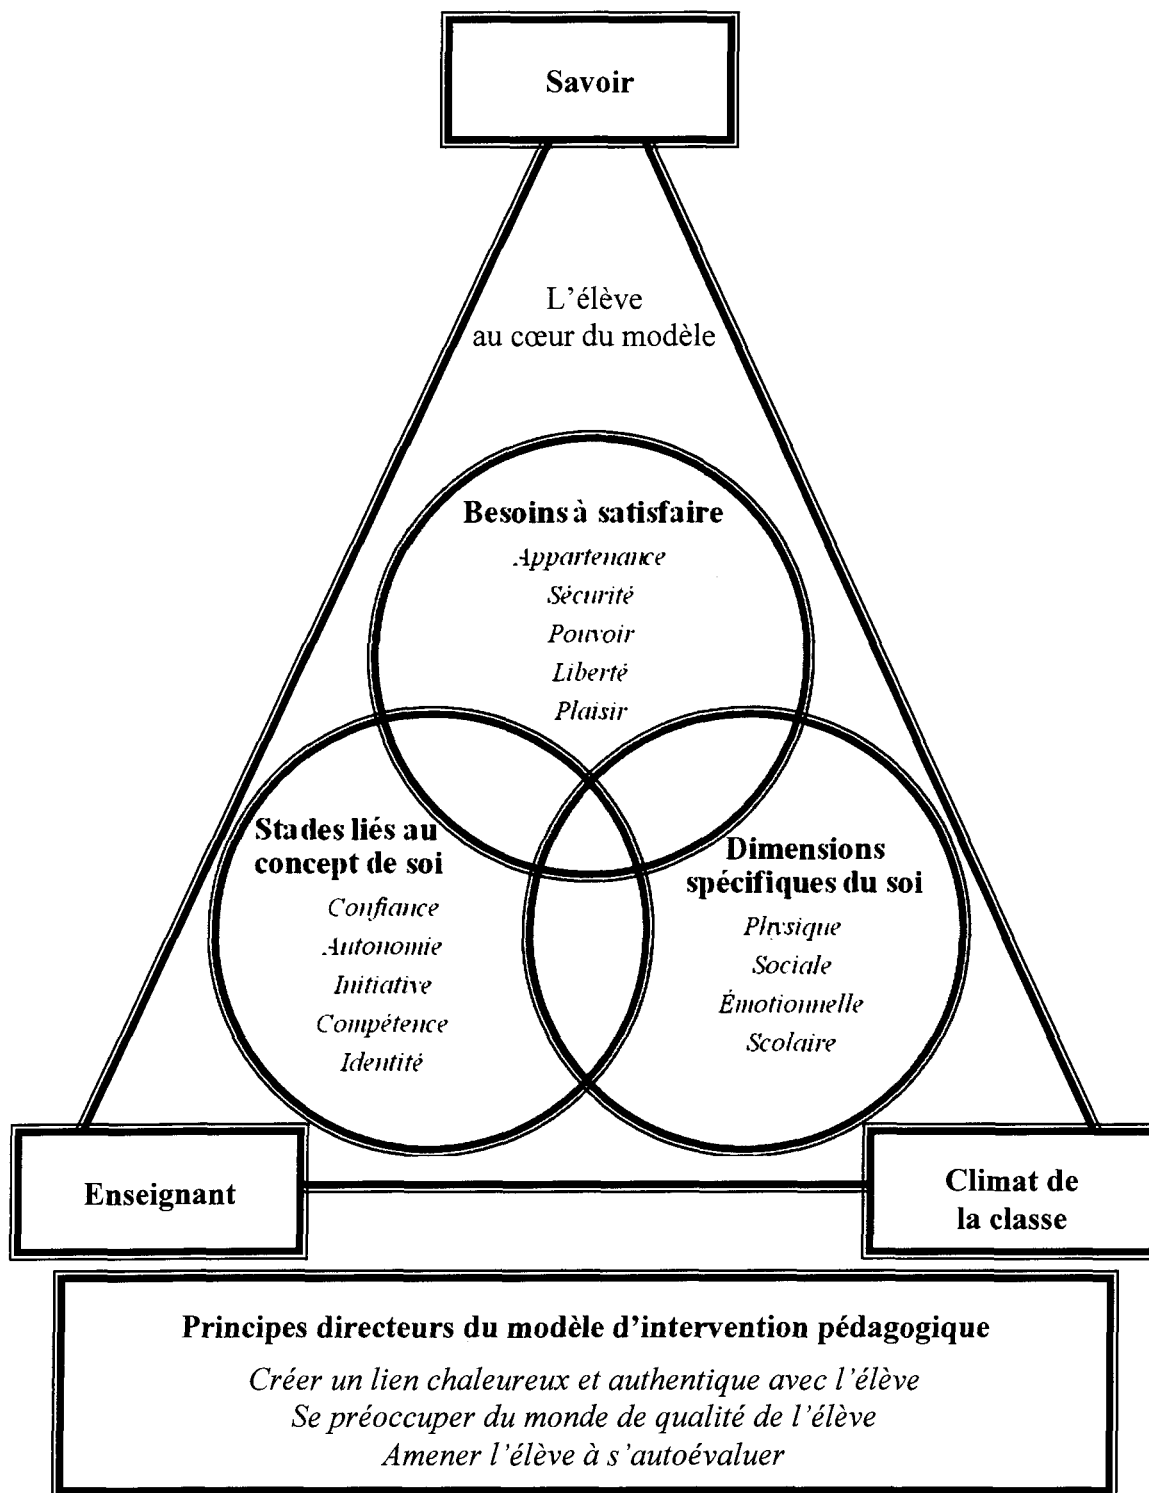 Savoir
L'élève
au cœur du modèle
Besoins à satisfaire
Appartenance
Sécurité
Pouvoir
Liberté
Plaisir
Stades liés au
concept de soi
Confiance
Autonomie
Initiative
Compétence
Identité
Dimensions
spécifiques du soi
Physique
Sociale
Émotionnelle
Scolaire
Enseignant
Climat de
la classe
Principes directeurs du modèle d'intervention pédagogique
Créer un lien chaleureux et authentique avec l'élève
Se préoccuper du monde de qualité de l'élève
Amener l'élève à s'autoévaluer